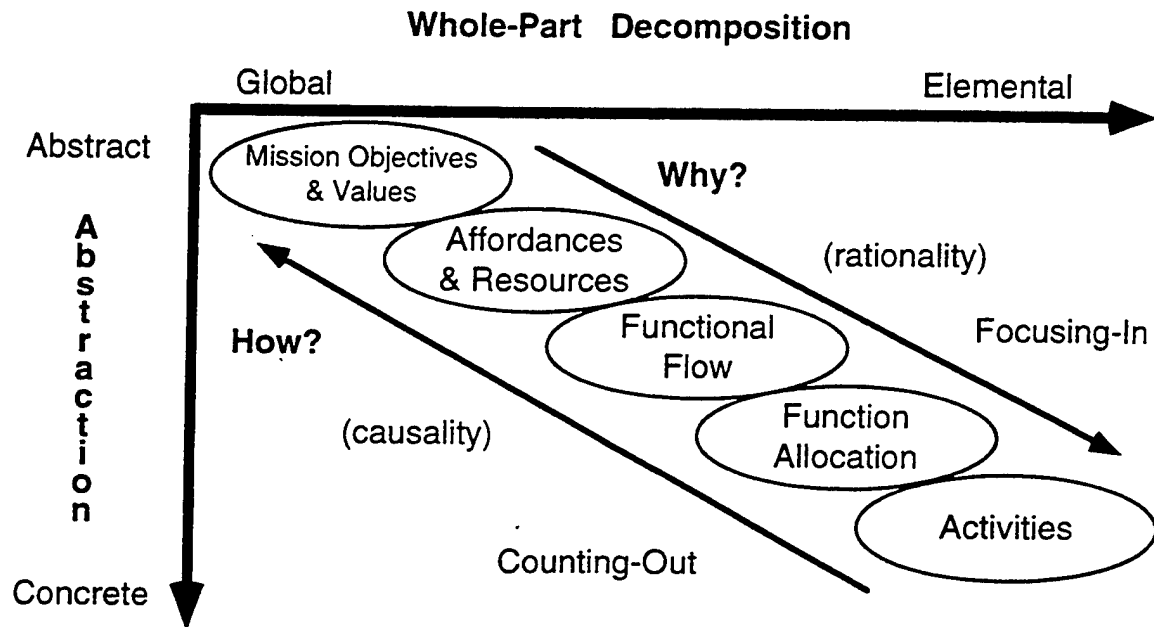 Whole-Part Decomposition
Global
Elemental
Abstract
Mission Objectives
& Values
Why?
Abstraction
Affordances
& Resources
(rationality)
How?
Functional
Flow
Focusing-In
(causality)
Function
Allocation
Activities
Counting-Out
Concrete